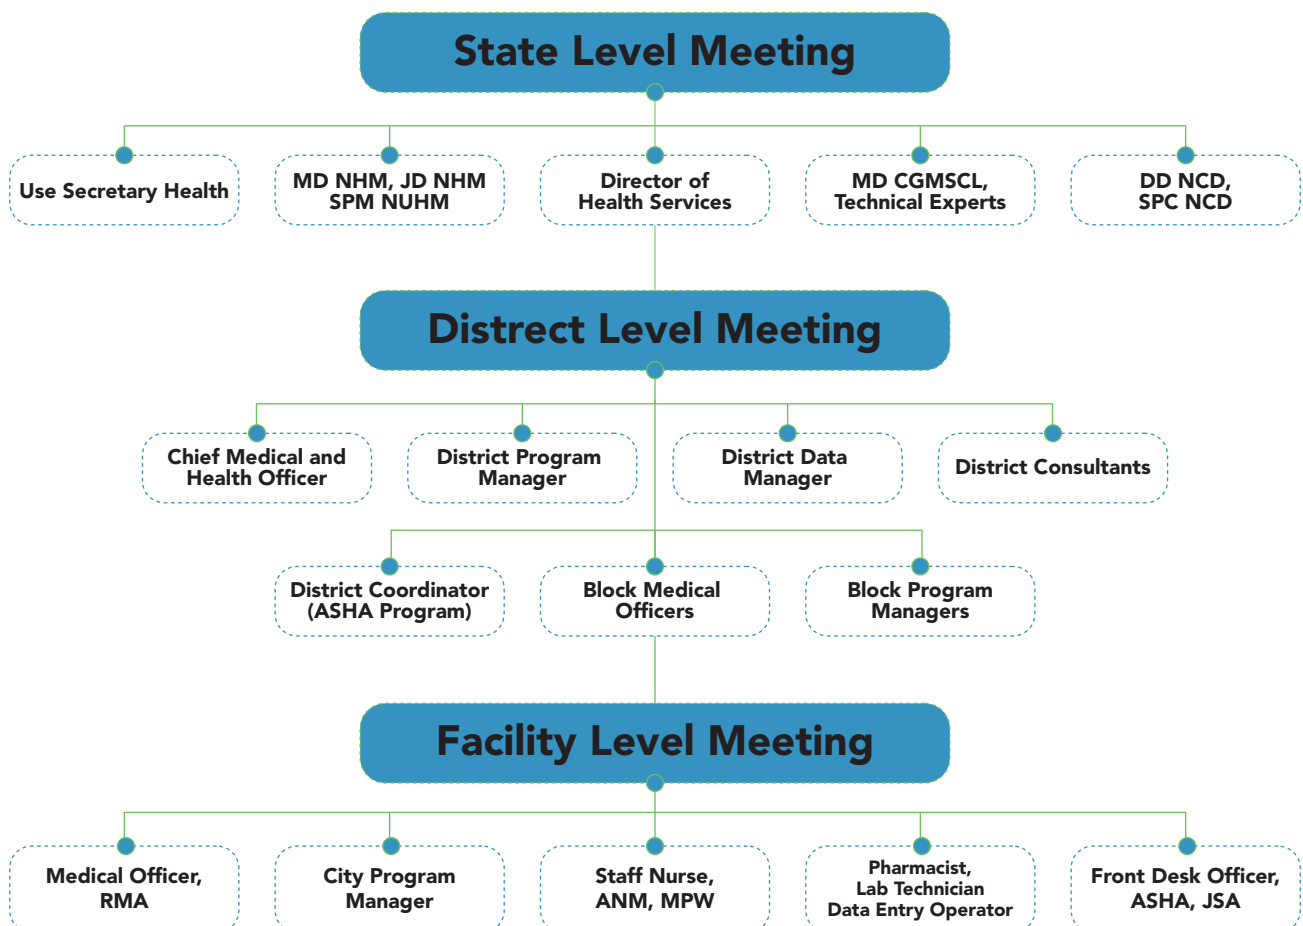 State Level Meeting
Use Secretary Health
MD NHM, JD NHM
SPM NUHM
Director of
Health Services
MD CGMSCL,
Technical Experts
DD NCD,
SPC NCD
Distrect Level Meeting
Chief Medical and
Health Officer
District Program
Manager
District Data
Manager
District Consultants
District Coordinator
(ASHA Program)
Block Medical
Officers
Block Program
Managers
Facility Level Meeting
Medical Officer,
RMA
City Program
Manager
Staff Nurse,
ANM, MPW
Pharmacist,
Lab Technician
Data Entry Operator
Front Desk Officer,
ASHA, JSA